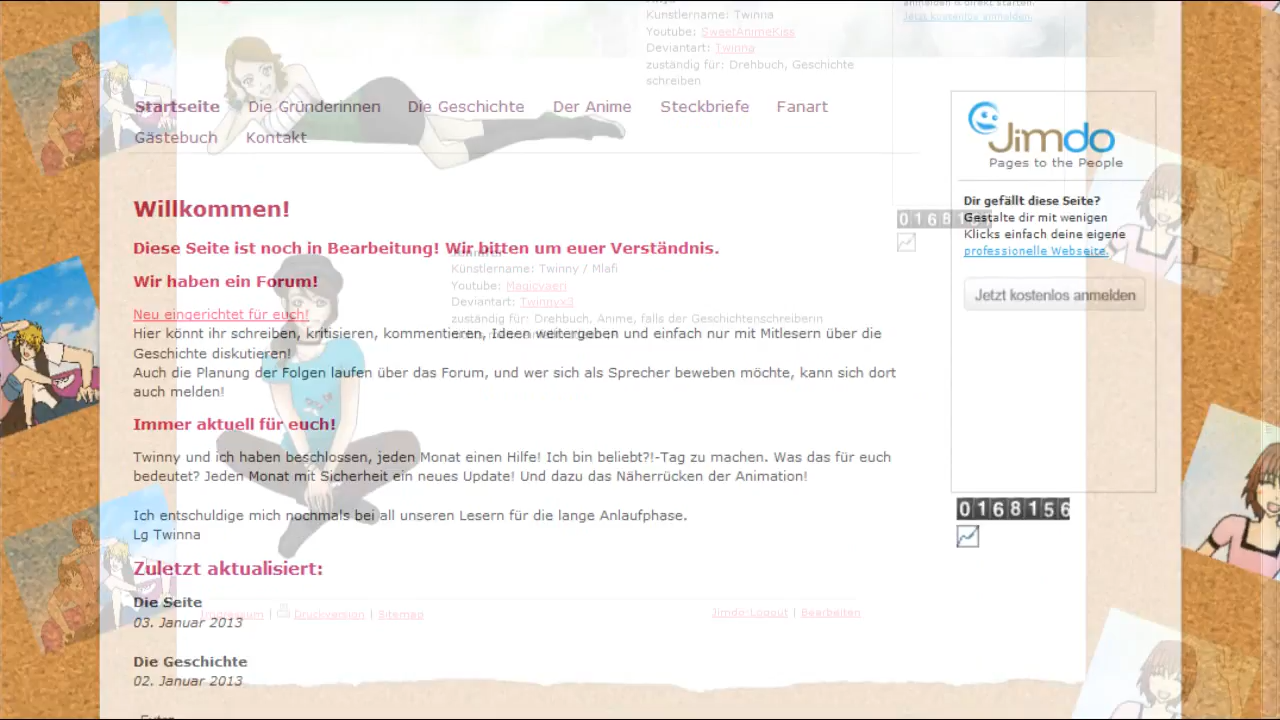 anmelden & direkt starten.
Künstlername: Twinna
Jetzt kostenlos anmelden.
Youtube: SweetAnimeKiss
Deviantart: Twinna
zuständig für: Drehbuch, Geschichte
schreiben
Startseite Die Gründerinnen Die Geschichte Der Anime Steckbriefe Fanart
Gästebuch Kontakt
Jimdo
Pages to the People
Dir gefällt diese Seite?
Gestalte dir mit wenigen
Klicks einfach deine eigene
professionelle Webseite.
Jetzt kostenlos anmelden
Willkommen!
Diese Seite ist noch in Bearbeitung! Wir bitten um euer Verständnis.
Wir haben ein Forum!
Künstlername: Twinny / Miafi
Youtube: Magicvaen
Deviantart: Twinnyx3
zuständig für: Drehbuch, Anime, falls der Geschichtenschreiberin
Neu eingerichtet für euch!
Hier könnt ihr schreiben, kritisieren, kommentieren, Ideen weitergeben und einfach nur mit Mitlesern über die
Geschichte diskutieren!
Auch die Planung der Folgen laufen über das Forum, und wer sich als Sprecher beweben möchte, kann sich dort
auch melden!
Immer aktuell für euch!
Twinny und ich haben beschlossen, jeden Monat einen Hilfe! Ich bin beliebt?!-Tag zu machen. Was das für euch
bedeutet? Jeden Monat mit Sicherheit ein neues Update! Und dazu das Näherrücken der Animation!
0168156
Ich entschuldige mich nochmals bei all unseren Lesern für die lange Anlaufphase.
Lg Twinna
Zuletzt aktualisiert:
Die Seite
03. Januar 2013
Impressum | Druckversion | Sitemap
Jimdo-Logout | Bearbeiten
Die Geschichte
02. Januar 2013